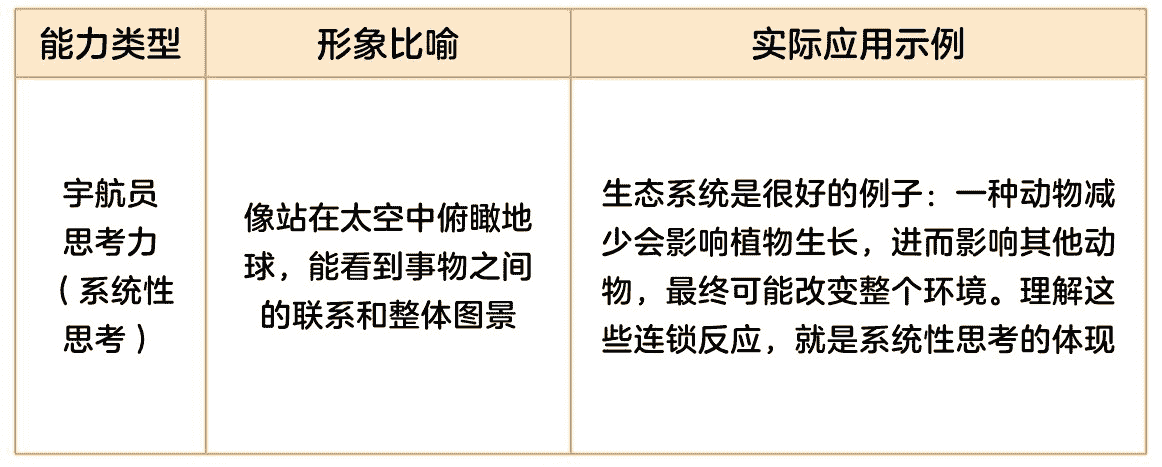 能力类型
形象比喻
实际应用示例
宇航员
思考力
（系统性
思考）
像站在太空中俯瞰地
球，能看到事物之间
的联系和整体图景
生态系统是很好的例子：一种动物减
少会影响植物生长，进而影响其他动
物，最终可能改变整个环境。理解这
些连锁反应，就是系统性思考的体现